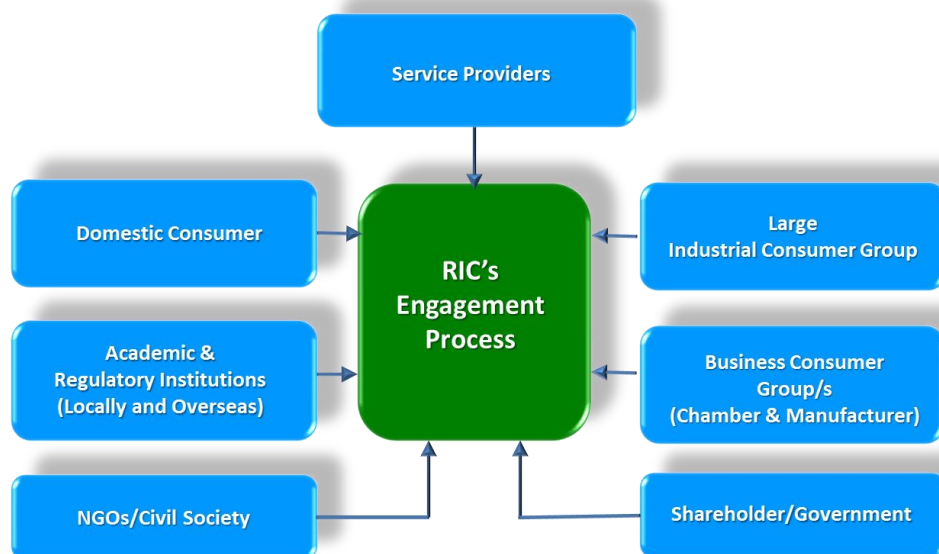 Service Providers
Domestic Consumer
RIC’s
Engagement
Process
Large
Industrial Consumer Group
Academic &
Regulatory Institutions
(Locally and Overseas)
Business Consumer
Group/s
(Chamber & Manufacturer)
NGOs/Civil Society
Shareholder/Government